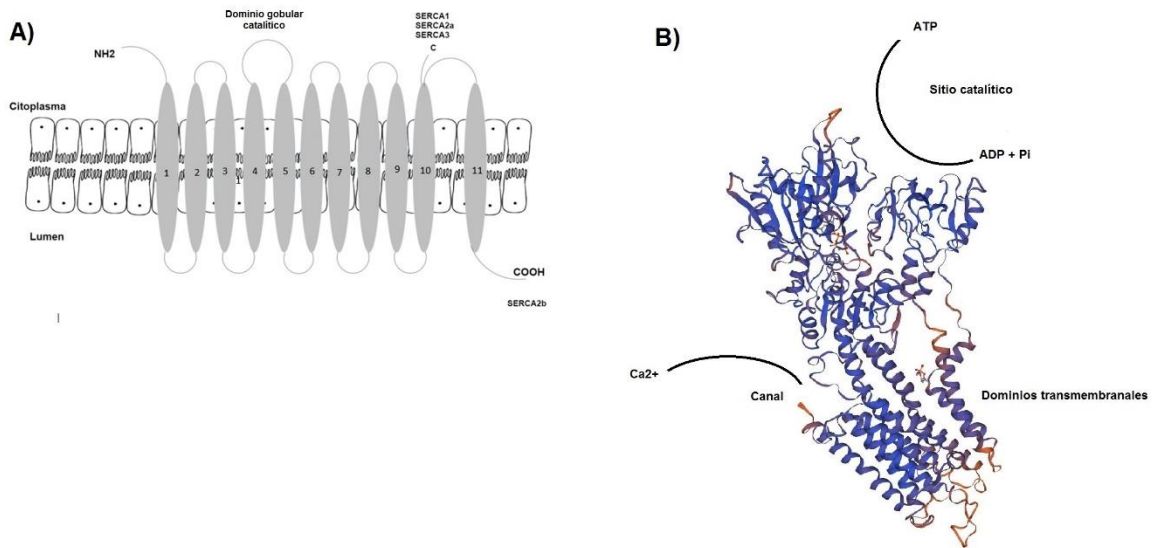 A)
Dominio gobular
catalítico
SERCA1
SERCA2a
SERCA3
C
NH2
Citoplasma
1 2 3 4 5 6 7 8 9 10 11
1
Lumen
COOH
SERCA2b
B)
ATP
Sitio catalítico
ADP + Pi
Ca2+
Canal
Dominios transmembranales